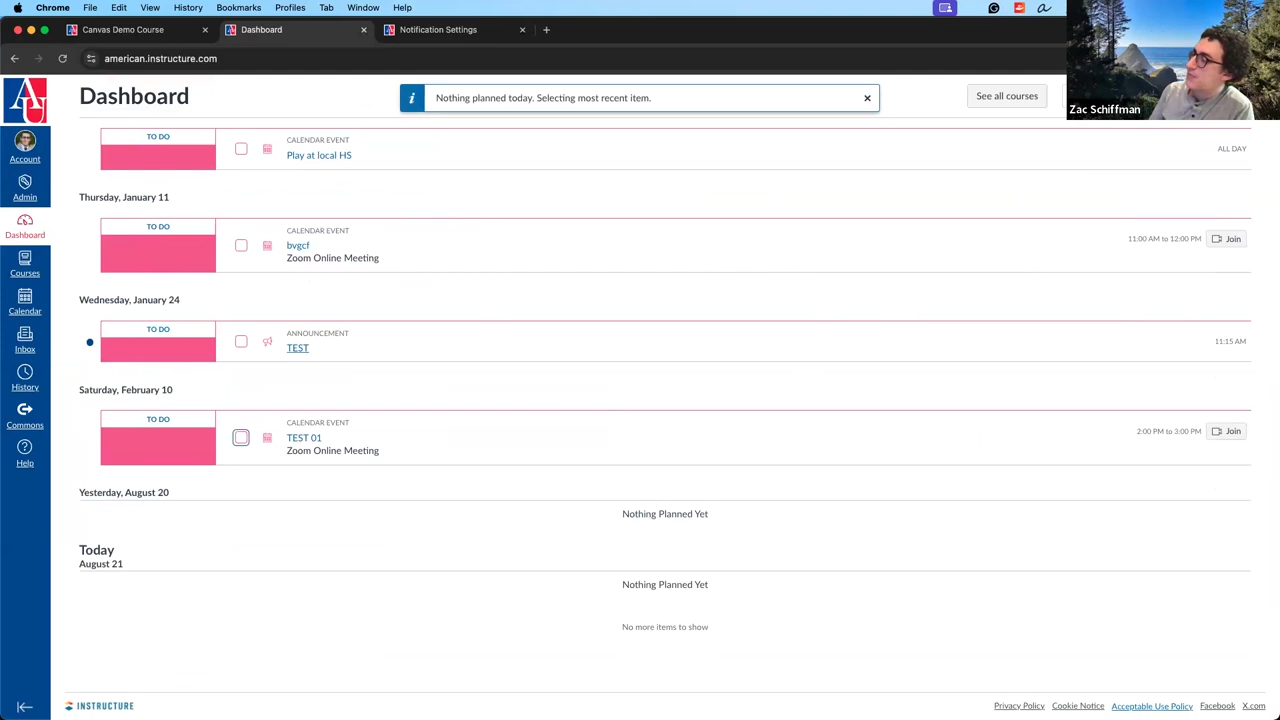 Chrome File Edit View History Bookmarks Profiles Tab Window Help
Canvas Demo Course Dashboard Notification Settings
american.instructure.com
Zac Schiffman
AU
Dashboard
Nothing planned today. Selecting most recent item.
See all courses
Account
Admin
Dashboard
Courses
Calendar
Inbox
History
Commons
Help
TO DO
CALENDAR EVENT
Play at local HS
ALL DAY
Thursday, January 11
TO DO
CALENDAR EVENT
bvgcf
Zoom Online Meeting
11:00 AM to 12:00 PM Join
Wednesday, January 24
TO DO
ANNOUNCEMENT
TEST
11:15 AM
Saturday, February 10
TO DO
CALENDAR EVENT
TEST 01
Zoom Online Meeting
2:00 PM to 3:00 PM Join
Yesterday, August 20
Nothing Planned Yet
Today
August 21
Nothing Planned Yet
No more items to show
INSTRUCTURE
Privacy Policy Cookie Notice Acceptable Use Policy Facebook X.com